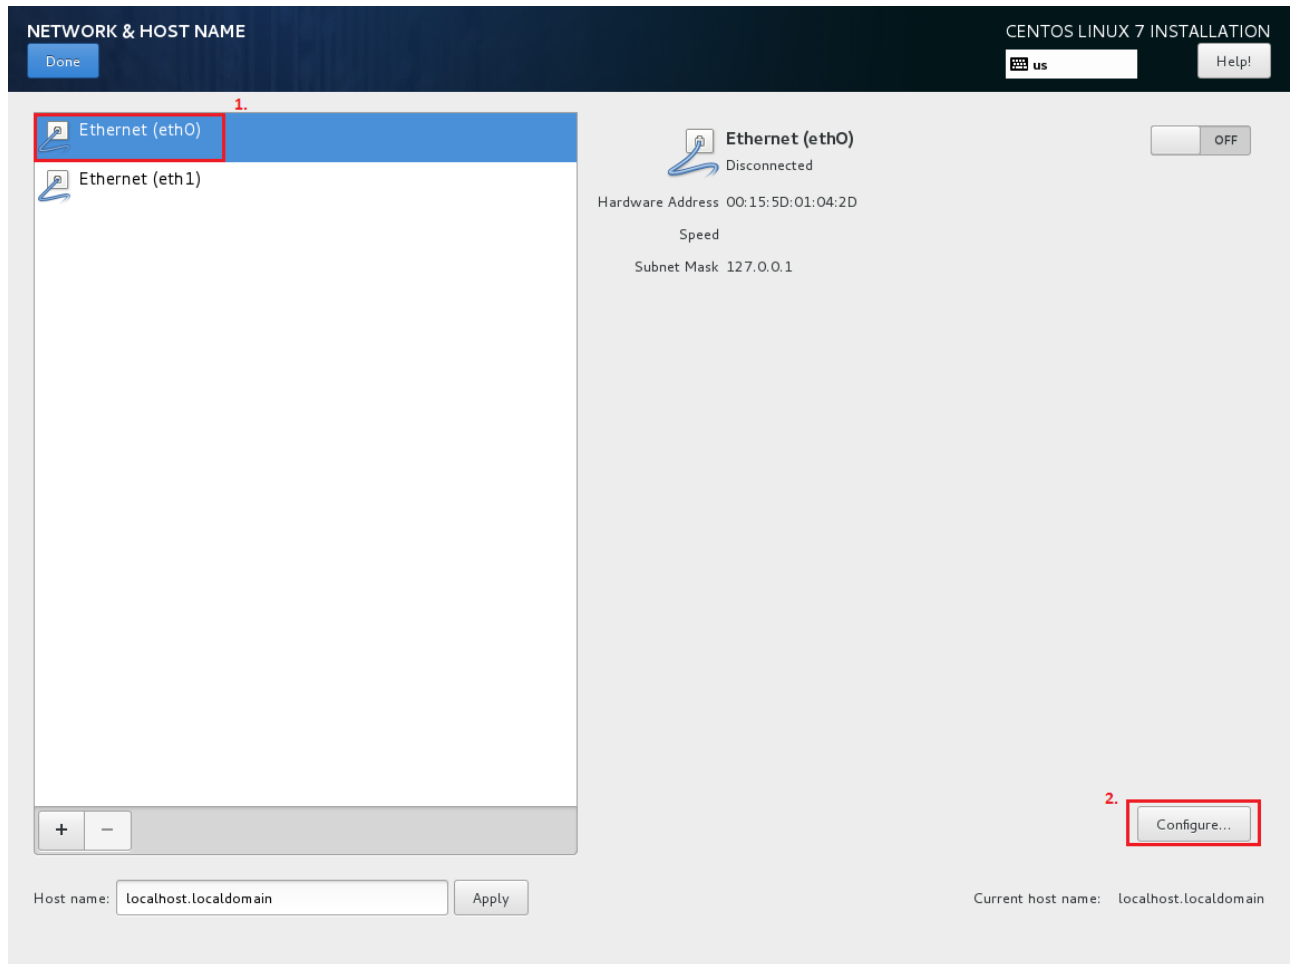 NETWORK & HOST NAME
CENTOS LINUX 7 INSTALLATION
Done
us
Help!
1.
Ethernet (eth0)
Ethernet (eth1)
Ethernet (eth0)
Disconnected
OFF
Hardware Address 00:15:5D:01:04:2D
Speed
Subnet Mask 127.0.0.1
+ −
2.
Configure...
Host name: localhost.localdomain Apply
Current host name: localhost.localdomain